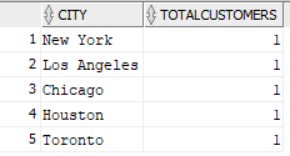 CITY TOTALCUSTOMERS
1 New York 1
2 Los Angeles 1
3 Chicago 1
4 Houston 1
5 Toronto 1